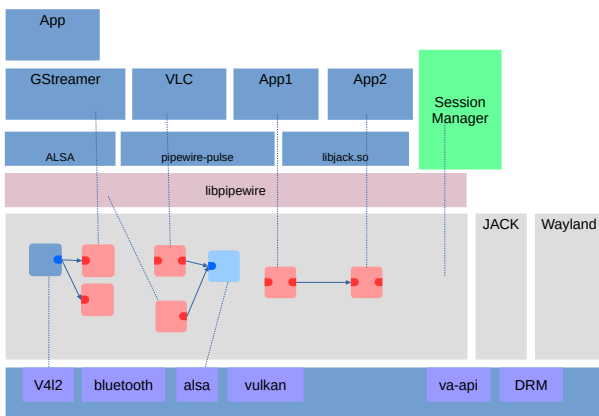 App
GStreamer
VLC
App1
App2
Session
Manager
ALSA
pipewire-pulse
libjack.so
libpipewire
JACK
Wayland
V4l2
bluetooth
alsa
vulkan
va-api
DRM